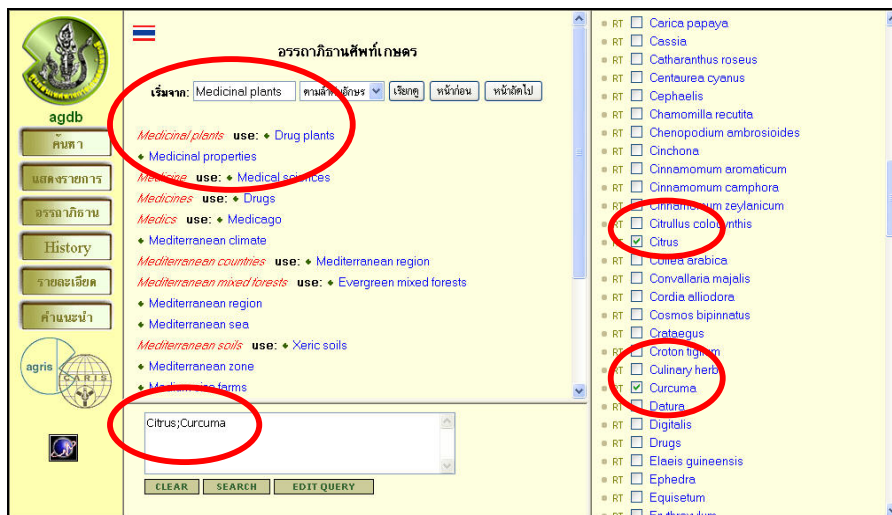 อรรถาภิธานศัพท์เกษตร
เริ่มจาก: Medicinal plants ตามลำดับอักษร เรียกดู หน้าก่อน หน้าถัดไป
Medicinal plants use: Drug plants
Medicinal properties
Medicine use: Medical sciences
Medicines use: Drugs
Medics use: Medicago
Mediterranean climate
Mediterranean countries use: Mediterranean region
Mediterranean mixed forests use: Evergreen mixed forests
Mediterranean region
Mediterranean sea
Mediterranean soils use: Xeric soils
Mediterranean zone
Medium size farms
Citrus;Curcuma
CLEAR SEARCH EDIT QUERY
agdb
ค้นหา
แสดงรายการ
อรรถาภิธาน
History
รายละเอียด
คำแนะนำ
agris
CARIS
RT Carica papaya
RT Cassia
RT Catharanthus roseus
RT Centaurea cyanus
RT Cephaelis
RT Chamomilla recutita
RT Chenopodium ambrosioides
RT Cinchona
RT Cinnamomum aromaticum
RT Cinnamomum camphora
RT Cinnamomum zeylanicum
RT Citrullus colocynthis
RT Citrus
RT Coffea arabica
RT Convallaria majalis
RT Cordia alliodora
RT Cosmos bipinnatus
RT Crataegus
RT Croton tiglium
RT Culinary herbs
RT Curcuma
RT Datura
RT Digitalis
RT Drugs
RT Elaeis guineensis
RT Ephedra
RT Equisetum
RT Erythroxylum